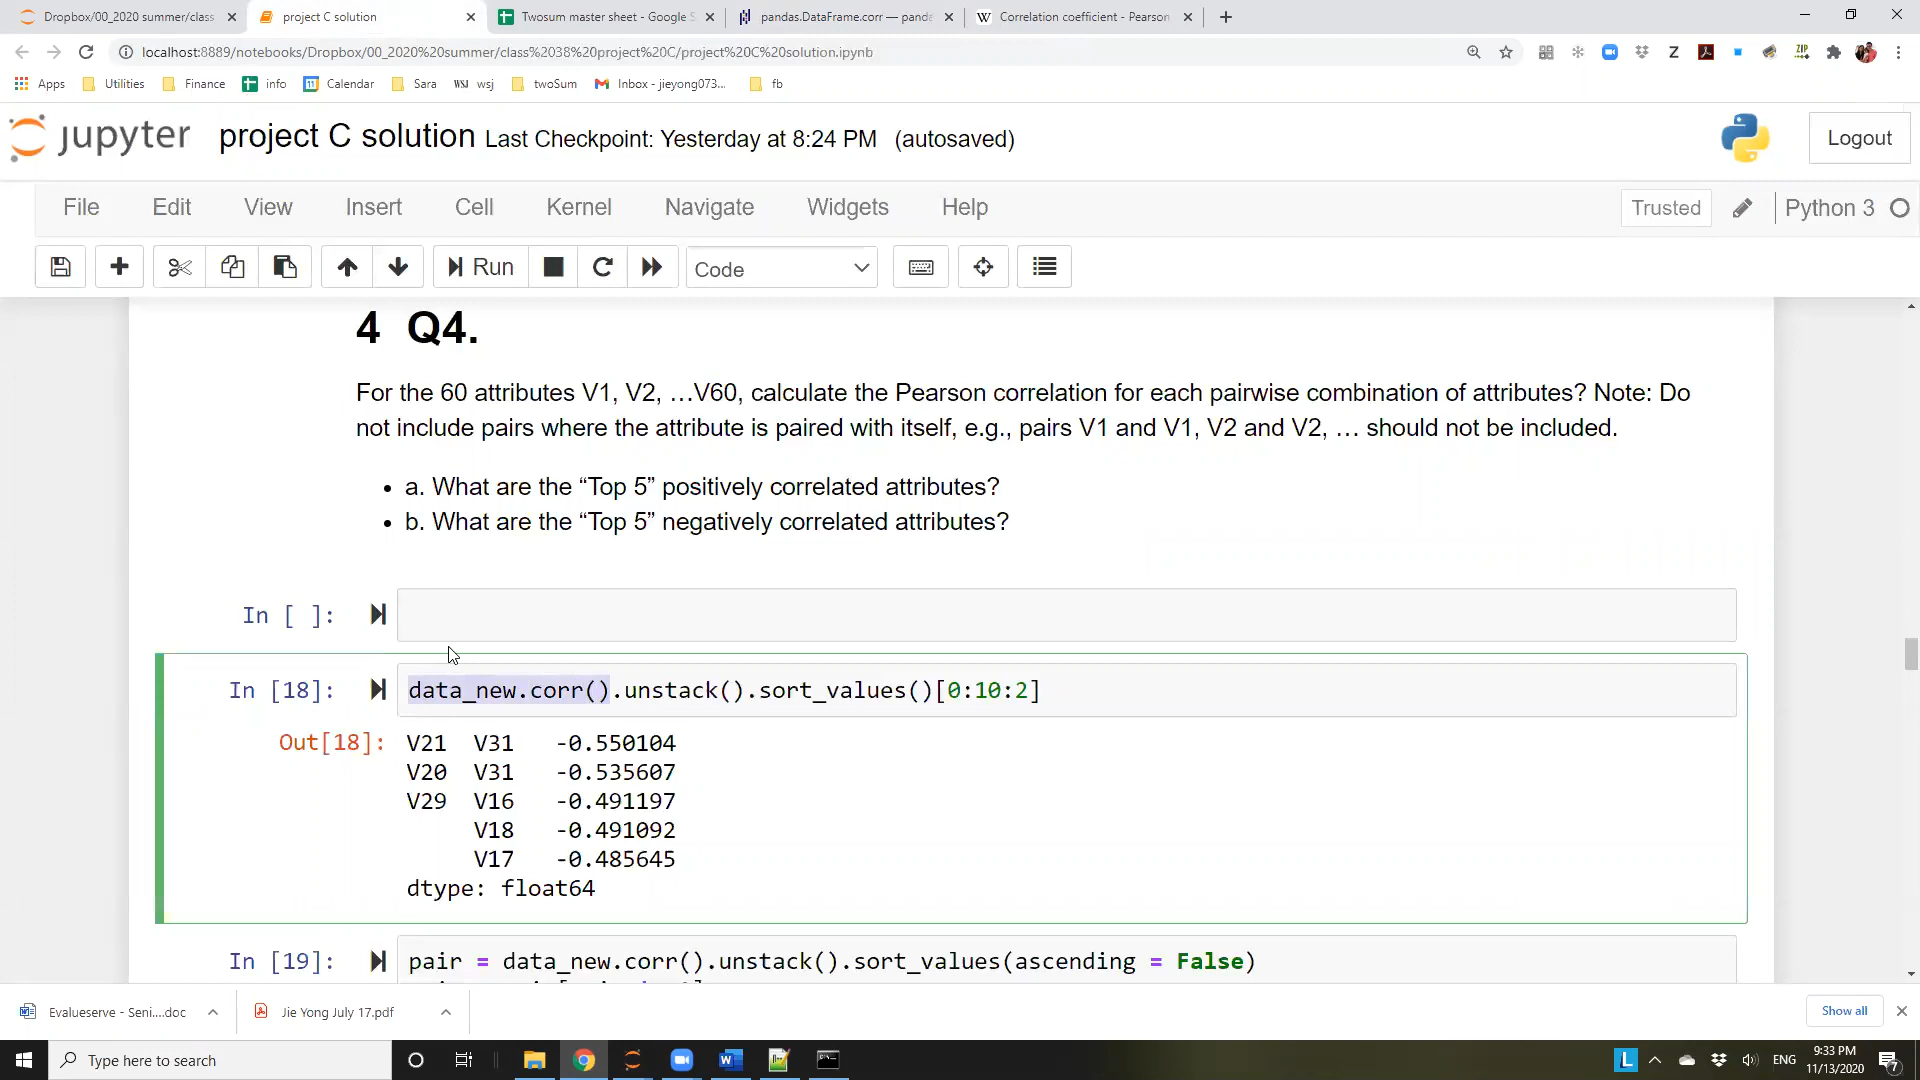 Dropbox/00_2020 summer/class
project C solution
Twosum master sheet - Google S
pandas.DataFrame.corr — panda
Correlation coefficient - Pearson
localhost:8889/notebooks/Dropbox/00_2020%20summer/class%2038%20project%20C/project%20C%20solution.ipynb
Apps
Utilities
Finance
info
Calendar
Sara
WSJ wsj
twoSum
Inbox - jieyong073...
fb
jupyter project C solution Last Checkpoint: Yesterday at 8:24 PM (autosaved)
Logout
File Edit View Insert Cell Kernel Navigate Widgets Help
Trusted
Python 3
Run
Code
4 Q4.
For the 60 attributes V1, V2, …V60, calculate the Pearson correlation for each pairwise combination of attributes? Note: Do
not include pairs where the attribute is paired with itself, e.g., pairs V1 and V1, V2 and V2, … should not be included.
• a. What are the “Top 5” positively correlated attributes?
• b. What are the “Top 5” negatively correlated attributes?
In [ ]:
In [18]: data_new.corr().unstack().sort_values()[0:10:2]
Out[18]: V21 V31 -0.550104
V20 V31 -0.535607
V29 V16 -0.491197
V18 -0.491092
V17 -0.485645
dtype: float64
In [19]: pair = data_new.corr().unstack().sort_values(ascending = False)
Evalueserve - Seni....doc
Jie Yong July 17.pdf
Show all
Type here to search
ENG
9:33 PM
11/13/2020